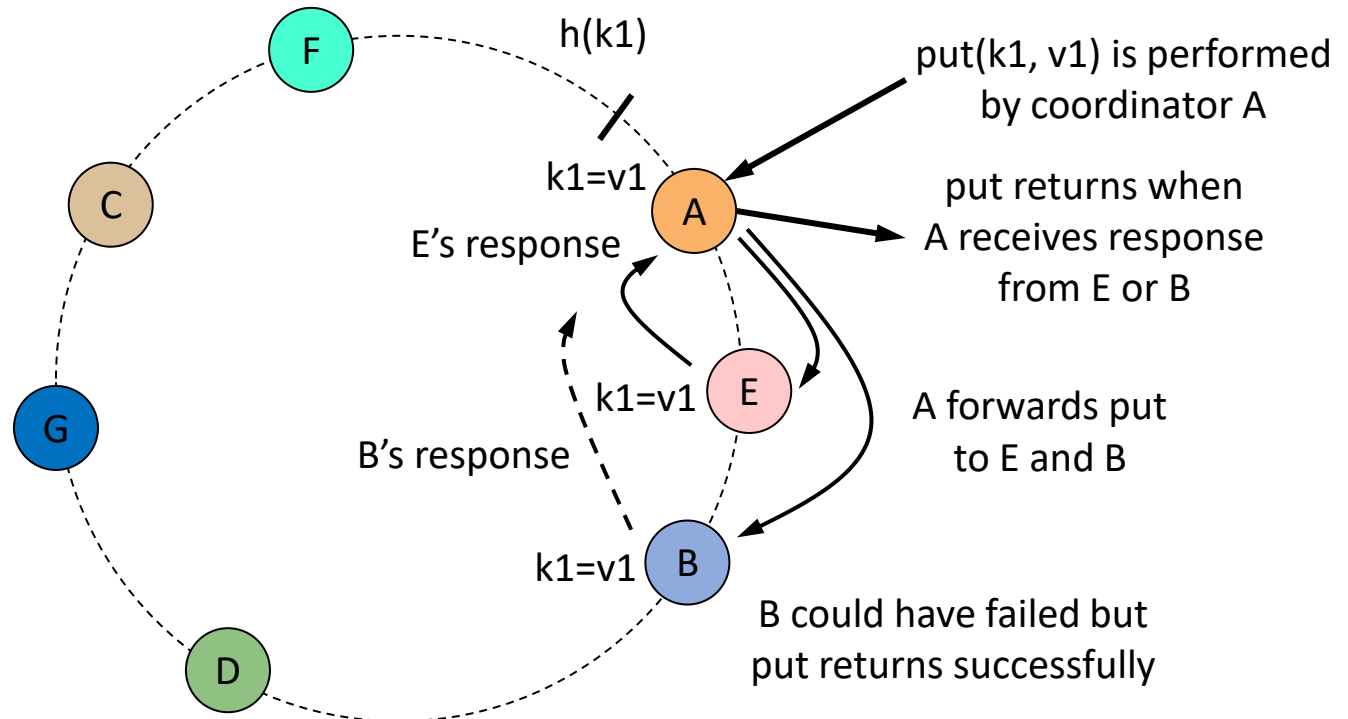 F
h(k1)
put(k1, v1) is performed
by coordinator A
C
k1=v1
A
put returns when
A receives response
from E or B
E’s response
E
k1=v1
A forwards put
to E and B
G
B’s response
B
k1=v1
B could have failed but
put returns successfully
D